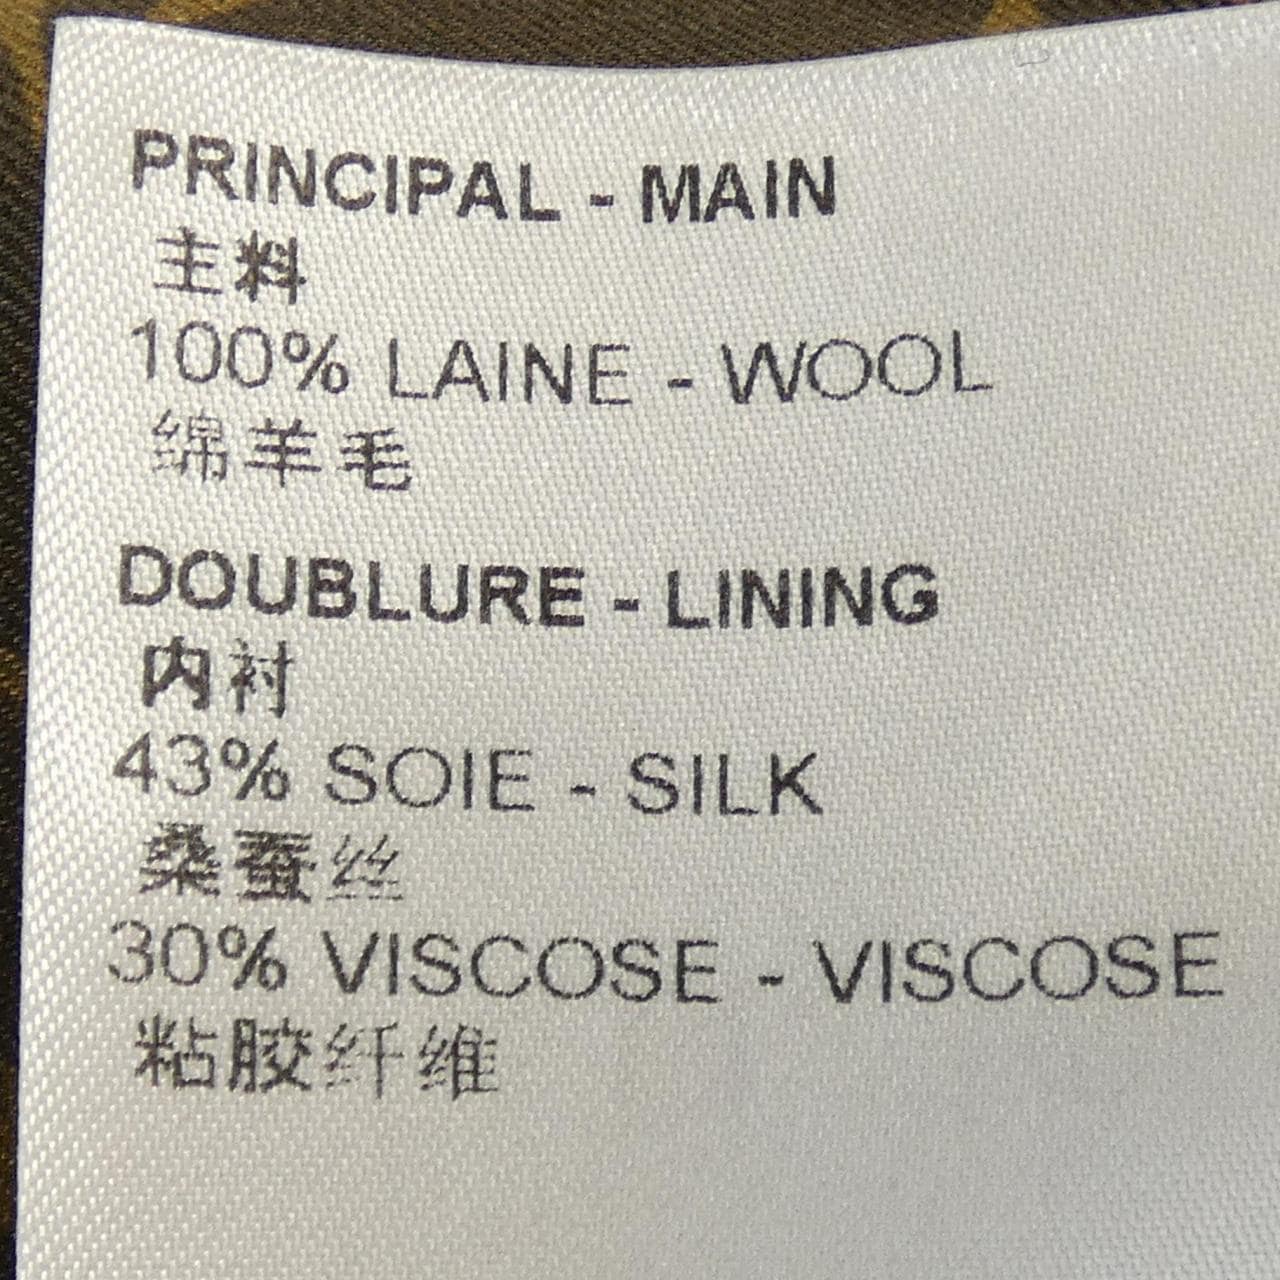 PRINCIPAL - MAIN
主料
100% LAINE - WOOL
绵羊毛
DOUBLURE - LINING
内衬
43% SOIE - SILK
桑蚕丝
30% VISCOSE - VISCOSE
粘胶纤维